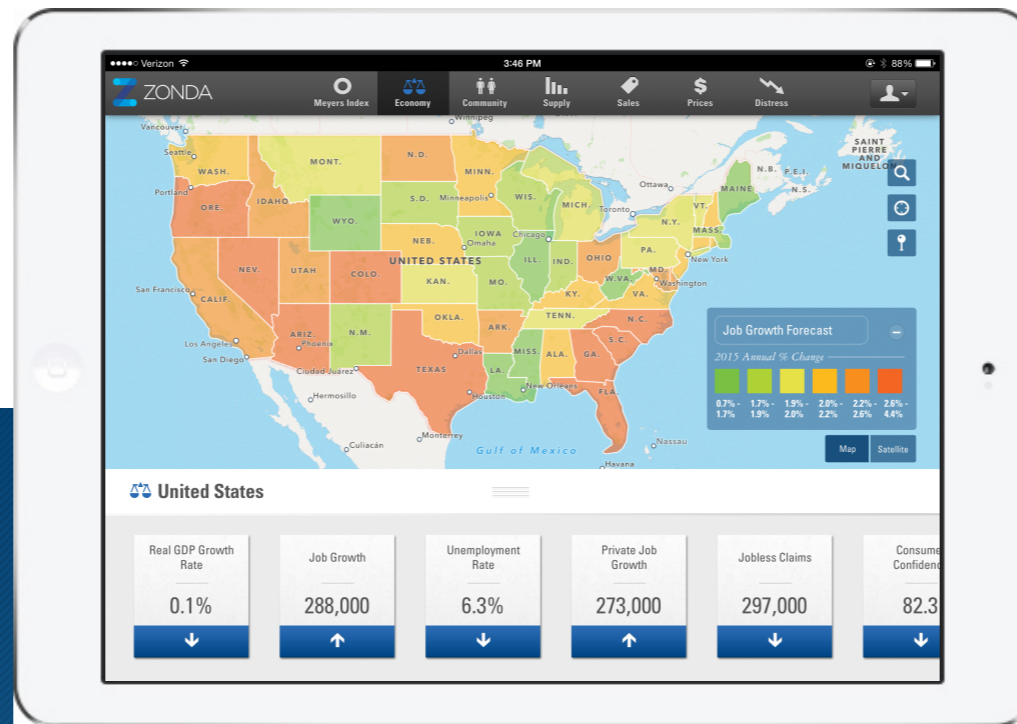 Verizon
3:46 PM
88%
ZONDA
Meyers Index
Economy
Community
Supply
Sales
Prices
Distress
Vancouver
Winnipeg
Seattle
WASH.
MONT.
N.D.
MINN.
SAINT
PIERRE
AND
MIQUELON
N.B.
P.E.I.
N.S.
Ottawa
MAINE
Portland
ORE.
IDAHO
S.D.
Minneapolis
WIS.
MICH.
Toronto
VT.
N.Y.
MASS.
WYO.
IOWA
Chicago
NEB.
Omaha
UNITED STATES
ILL.
IND.
OHIO
PA.
New York
NEV.
UTAH
COLO.
KAN.
MO.
W.VA.
MD.
Washington
San Francisco
CALIF.
KY.
VA.
OKLA.
TENN.
N.C.
Los Angeles
ARIZ.
Phoenix
N.M.
ARK.
S.C.
San Diego
Dallas
MISS.
ALA.
GA.
Ciudad Juarez
TEXAS
LA.
Hermosillo
Houston
New Orleans
FLA.
Culiacán
Monterrey
Gulf of Mexico
Nassau
Havana
Job Growth Forecast
2015 Annual % Change
0.7% - 1.7% - 1.9% - 2.0% - 2.2% - 2.6% -
1.7% 1.9% 2.0% 2.2% 2.6% 4.4%
Map Satellite
United States
Real GDP Growth
Rate
0.1%
Job Growth
288,000
Unemployment
Rate
6.3%
Private Job
Growth
273,000
Jobless Claims
297,000
Consume
Confidenc
82.3